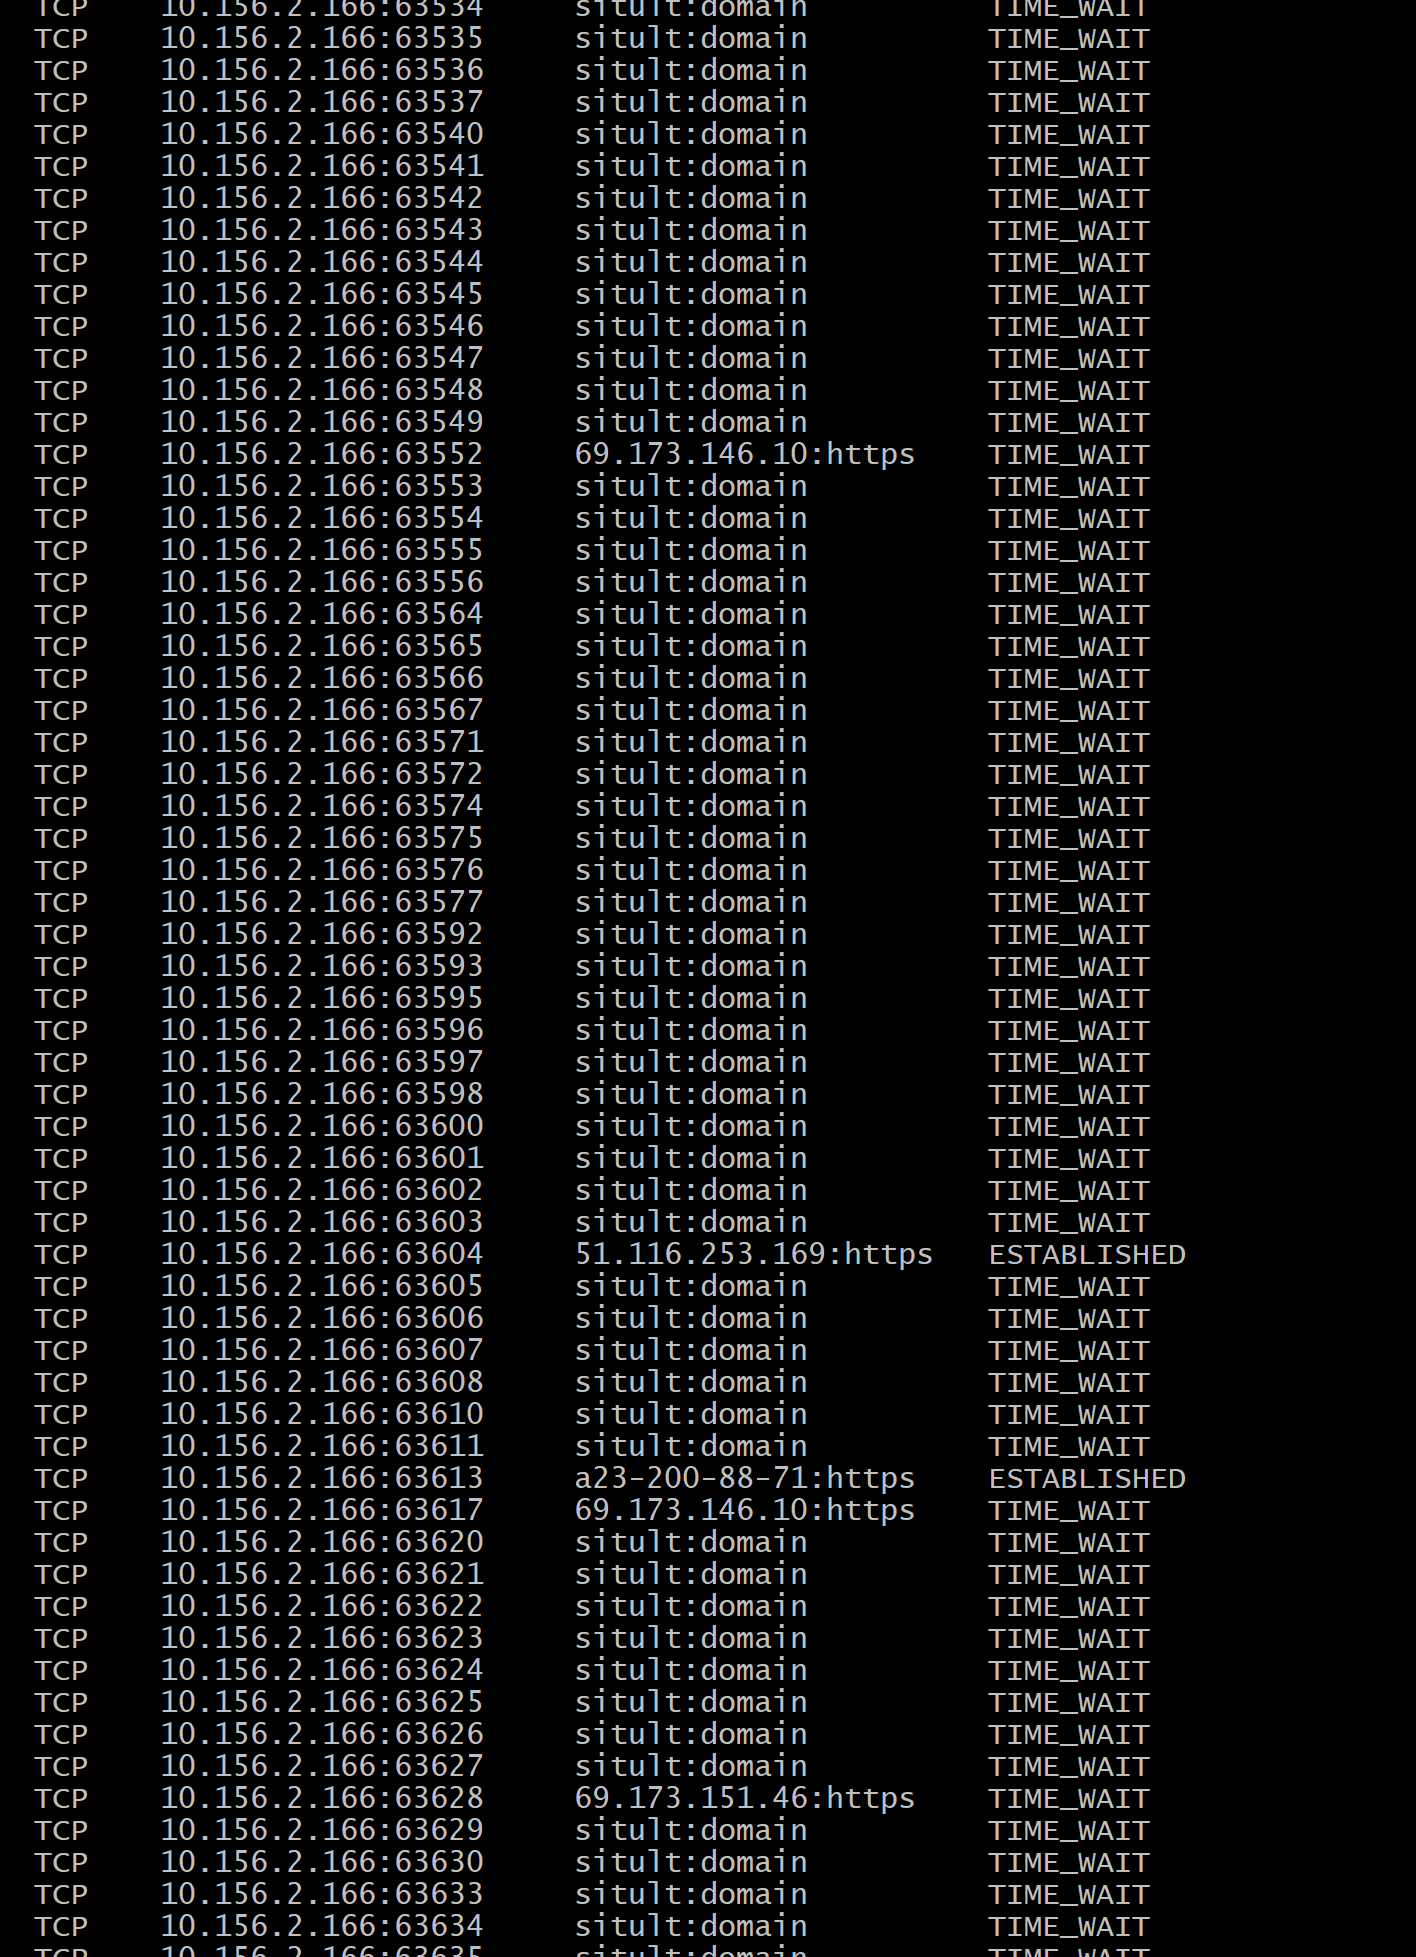 TCP 10.156.2.166:63534 sitult:domain TIME_WAIT
TCP 10.156.2.166:63535 sitult:domain TIME_WAIT
TCP 10.156.2.166:63536 sitult:domain TIME_WAIT
TCP 10.156.2.166:63537 sitult:domain TIME_WAIT
TCP 10.156.2.166:63540 sitult:domain TIME_WAIT
TCP 10.156.2.166:63541 sitult:domain TIME_WAIT
TCP 10.156.2.166:63542 sitult:domain TIME_WAIT
TCP 10.156.2.166:63543 sitult:domain TIME_WAIT
TCP 10.156.2.166:63544 sitult:domain TIME_WAIT
TCP 10.156.2.166:63545 sitult:domain TIME_WAIT
TCP 10.156.2.166:63546 sitult:domain TIME_WAIT
TCP 10.156.2.166:63547 sitult:domain TIME_WAIT
TCP 10.156.2.166:63548 sitult:domain TIME_WAIT
TCP 10.156.2.166:63549 sitult:domain TIME_WAIT
TCP 10.156.2.166:63552 69.173.146.10:https TIME_WAIT
TCP 10.156.2.166:63553 sitult:domain TIME_WAIT
TCP 10.156.2.166:63554 sitult:domain TIME_WAIT
TCP 10.156.2.166:63555 sitult:domain TIME_WAIT
TCP 10.156.2.166:63556 sitult:domain TIME_WAIT
TCP 10.156.2.166:63564 sitult:domain TIME_WAIT
TCP 10.156.2.166:63565 sitult:domain TIME_WAIT
TCP 10.156.2.166:63566 sitult:domain TIME_WAIT
TCP 10.156.2.166:63567 sitult:domain TIME_WAIT
TCP 10.156.2.166:63571 sitult:domain TIME_WAIT
TCP 10.156.2.166:63572 sitult:domain TIME_WAIT
TCP 10.156.2.166:63574 sitult:domain TIME_WAIT
TCP 10.156.2.166:63575 sitult:domain TIME_WAIT
TCP 10.156.2.166:63576 sitult:domain TIME_WAIT
TCP 10.156.2.166:63577 sitult:domain TIME_WAIT
TCP 10.156.2.166:63592 sitult:domain TIME_WAIT
TCP 10.156.2.166:63593 sitult:domain TIME_WAIT
TCP 10.156.2.166:63595 sitult:domain TIME_WAIT
TCP 10.156.2.166:63596 sitult:domain TIME_WAIT
TCP 10.156.2.166:63597 sitult:domain TIME_WAIT
TCP 10.156.2.166:63598 sitult:domain TIME_WAIT
TCP 10.156.2.166:63600 sitult:domain TIME_WAIT
TCP 10.156.2.166:63601 sitult:domain TIME_WAIT
TCP 10.156.2.166:63602 sitult:domain TIME_WAIT
TCP 10.156.2.166:63603 sitult:domain TIME_WAIT
TCP 10.156.2.166:63604 51.116.253.169:https ESTABLISHED
TCP 10.156.2.166:63605 sitult:domain TIME_WAIT
TCP 10.156.2.166:63606 sitult:domain TIME_WAIT
TCP 10.156.2.166:63607 sitult:domain TIME_WAIT
TCP 10.156.2.166:63608 sitult:domain TIME_WAIT
TCP 10.156.2.166:63610 sitult:domain TIME_WAIT
TCP 10.156.2.166:63611 sitult:domain TIME_WAIT
TCP 10.156.2.166:63613 a23-200-88-71:https ESTABLISHED
TCP 10.156.2.166:63617 69.173.146.10:https TIME_WAIT
TCP 10.156.2.166:63620 sitult:domain TIME_WAIT
TCP 10.156.2.166:63621 sitult:domain TIME_WAIT
TCP 10.156.2.166:63622 sitult:domain TIME_WAIT
TCP 10.156.2.166:63623 sitult:domain TIME_WAIT
TCP 10.156.2.166:63624 sitult:domain TIME_WAIT
TCP 10.156.2.166:63625 sitult:domain TIME_WAIT
TCP 10.156.2.166:63626 sitult:domain TIME_WAIT
TCP 10.156.2.166:63627 sitult:domain TIME_WAIT
TCP 10.156.2.166:63628 69.173.151.46:https TIME_WAIT
TCP 10.156.2.166:63629 sitult:domain TIME_WAIT
TCP 10.156.2.166:63630 sitult:domain TIME_WAIT
TCP 10.156.2.166:63633 sitult:domain TIME_WAIT
TCP 10.156.2.166:63634 sitult:domain TIME_WAIT
TCP 10.156.2.166:63635 sitult:domain TIME_WAIT